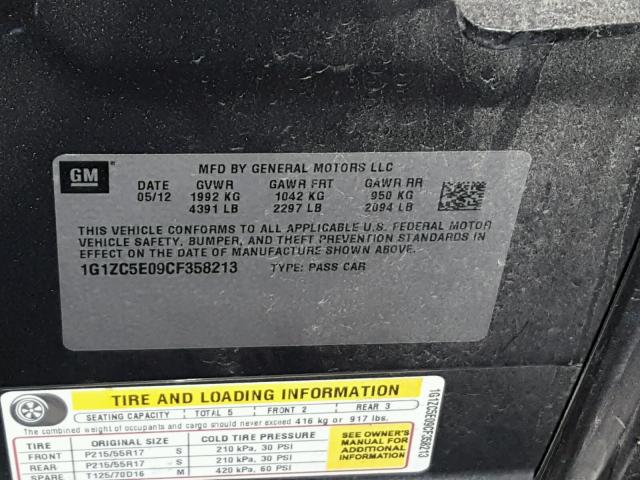 GM
MFD BY GENERAL MOTORS LLC
DATE GVWR GAWR FRT GAWR RR
05/12 1992 KG 1042 KG 950 KG
4391 LB 2297 LB 2094 LB
THIS VEHICLE CONFORMS TO ALL APPLICABLE U.S. FEDERAL MOTOR
VEHICLE SAFETY, BUMPER, AND THEFT PREVENTION STANDARDS IN
EFFECT ON THE DATE OF MANUFACTURE SHOWN ABOVE.
1G1ZC5E09CF358213 TYPE: PASS CAR
TIRE AND LOADING INFORMATION
SEATING CAPACITY TOTAL 5 FRONT 2 REAR 3
The combined weight of occupants and cargo should never exceed 416 kg or 917 lbs.
TIRE ORIGINAL SIZE COLD TIRE PRESSURE
FRONT P215/55R17 S 210 kPa, 30 PSI
REAR P215/55R17 S 210 kPa, 30 PSI
SPARE T125/70D16 M 420 kPa, 60 PSI
SEE OWNER'S
MANUAL FOR
ADDITIONAL
INFORMATION
1G1ZC5E09CF358213